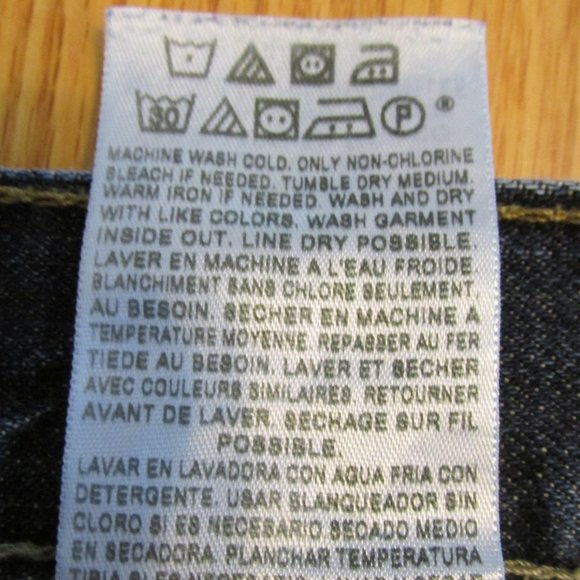 30 P ®
MACHINE WASH COLD. ONLY NON-CHLORINE
BLEACH IF NEEDED. TUMBLE DRY MEDIUM.
WARM IRON IF NEEDED. WASH AND DRY
WITH LIKE COLORS. WASH GARMENT
INSIDE OUT. LINE DRY POSSIBLE.
LAVER EN MACHINE A L'EAU FROIDE.
BLANCHIMENT SANS CHLORE SEULEMENT,
AU BESOIN. SECHER EN MACHINE A
TEMPERATURE MOYENNE. REPASSER AU FER
TIEDE AU BESOIN. LAVER ET SECHER
AVEC COULEURS SIMILAIRES. RETOURNER
AVANT DE LAVER. SECHAGE SUR FIL
POSSIBLE.
LAVAR EN LAVADORA CON AGUA FRIA CON
DETERGENTE. USAR BLANQUEADOR SIN
CLORO SI ES NECESARIO SECADO MEDIO
EN SECADORA. PLANCHAR TEMPERATURA
TIBIA SI ES NECESARIO.